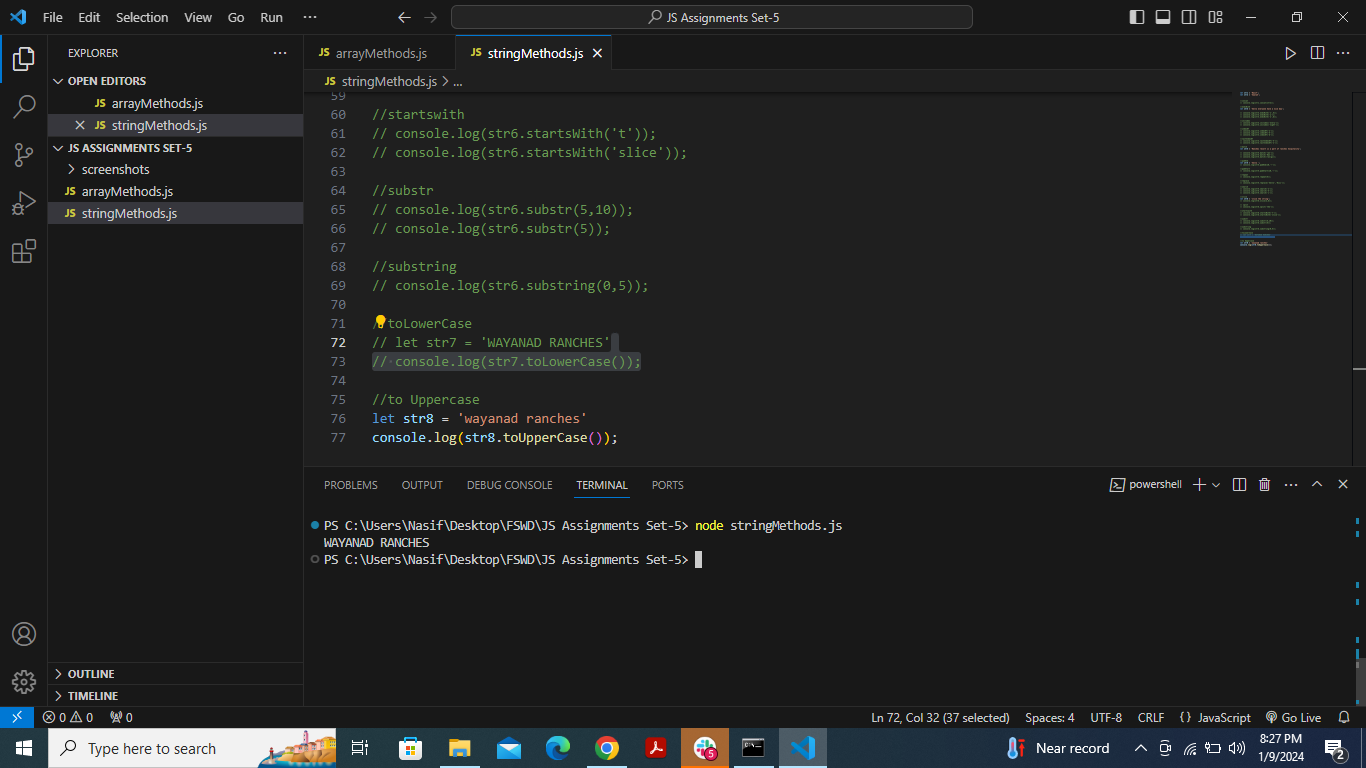 File Edit Selection View Go Run ···
JS Assignments Set-5
EXPLORER ···
OPEN EDITORS
JS arrayMethods.js
JS stringMethods.js
JS ASSIGNMENTS SET-5
screenshots
JS arrayMethods.js
JS stringMethods.js
OUTLINE
TIMELINE
JS arrayMethods.js
JS stringMethods.js
JS stringMethods.js > ...
59
60 //startswith
61 // console.log(str6.startsWith('t'));
62 // console.log(str6.startsWith('slice'));
63
64 //substr
65 // console.log(str6.substr(5,10));
66 // console.log(str6.substr(5));
67
68 //substring
69 // console.log(str6.substring(0,5));
70
71 /toLowerCase
72 // let str7 = 'WAYANAD RANCHES'
73 // console.log(str7.toLowerCase());
74
75 //to Uppercase
76 let str8 = 'wayanad ranches'
77 console.log(str8.toUpperCase());
PROBLEMS OUTPUT DEBUG CONSOLE TERMINAL PORTS
powershell
PS C:\Users\Nasif\Desktop\FSWD\JS Assignments Set-5> node stringMethods.js
WAYANAD RANCHES
PS C:\Users\Nasif\Desktop\FSWD\JS Assignments Set-5>
0 0 0
Ln 72, Col 32 (37 selected) Spaces: 4 UTF-8 CRLF {} JavaScript Go Live
Type here to search
5
Near record
8:27 PM
1/9/2024
2